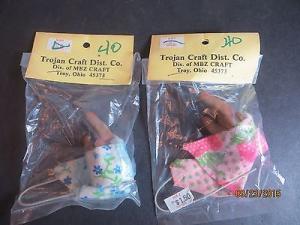 .40
Trojan Craft Dist. Co.
Div. of MBZ CRAFT
Troy, Ohio 45373
.40
Trojan Craft Dist. Co.
Div. of MBZ CRAFT
Troy, Ohio 45373
$1.50
09/23/2015